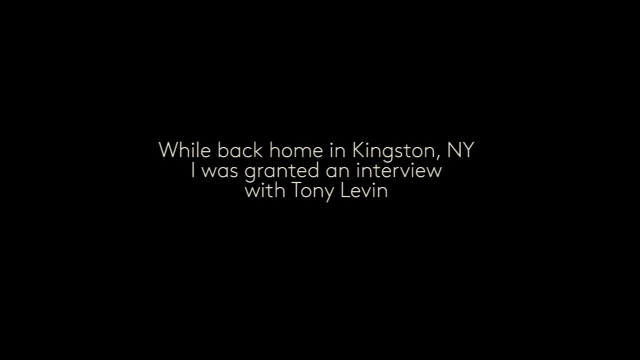 While back home in Kingston, NY
I was granted an interview
with Tony Levin